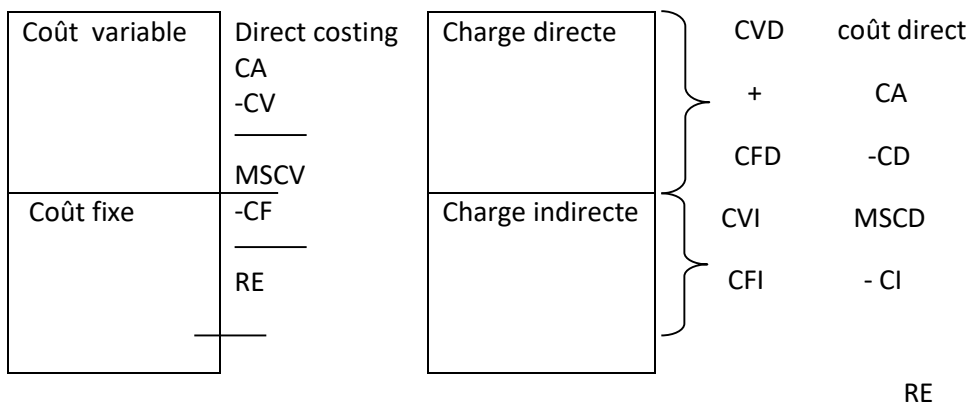 Coût variable Direct costing Charge directe CVD coût direct
CA
-CV + CA
CFD -CD
MSCV
Coût fixe -CF Charge indirecte CVI MSCD
RE CFI - CI
RE